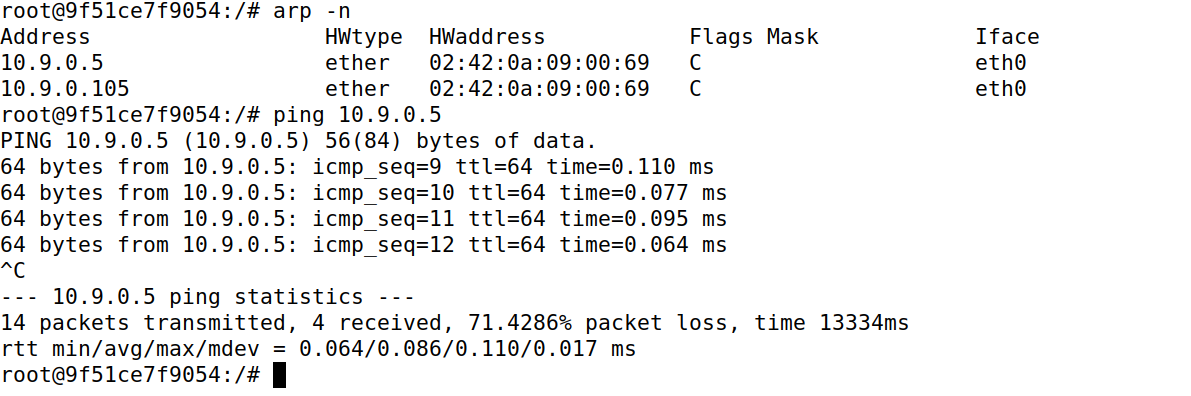 root@9f51ce7f9054:/# arp -n
Address                  HWtype  HWaddress           Flags Mask            Iface
10.9.0.5                 ether   02:42:0a:09:00:69   C                     eth0
10.9.0.105               ether   02:42:0a:09:00:69   C                     eth0
root@9f51ce7f9054:/# ping 10.9.0.5
PING 10.9.0.5 (10.9.0.5) 56(84) bytes of data.
64 bytes from 10.9.0.5: icmp_seq=9 ttl=64 time=0.110 ms
64 bytes from 10.9.0.5: icmp_seq=10 ttl=64 time=0.077 ms
64 bytes from 10.9.0.5: icmp_seq=11 ttl=64 time=0.095 ms
64 bytes from 10.9.0.5: icmp_seq=12 ttl=64 time=0.064 ms
^C
--- 10.9.0.5 ping statistics ---
14 packets transmitted, 4 received, 71.4286% packet loss, time 13334ms
rtt min/avg/max/mdev = 0.064/0.086/0.110/0.017 ms
root@9f51ce7f9054:/#